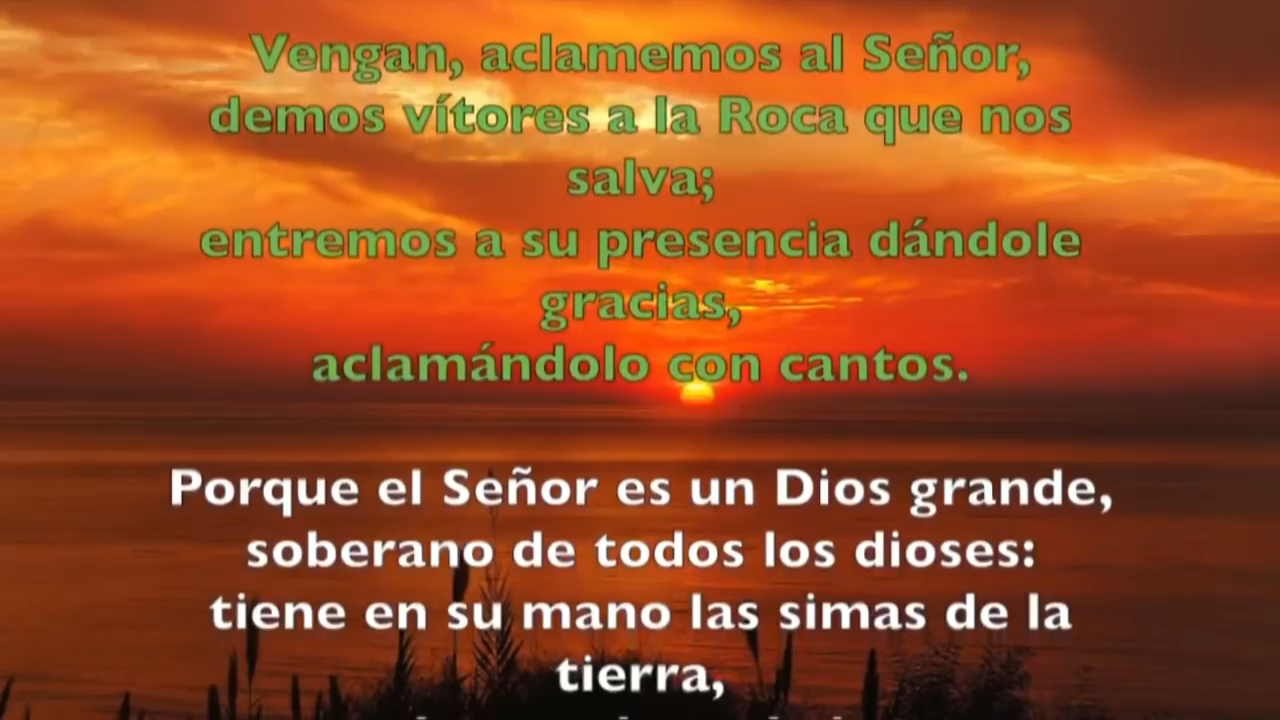 Vengan, aclamemos al Señor,
demos vítores a la Roca que nos
salva;
entremos a su presencia dándole
gracias,
aclamándolo con cantos.
Porque el Señor es un Dios grande,
soberano de todos los dioses:
tiene en su mano las simas de la
tierra,